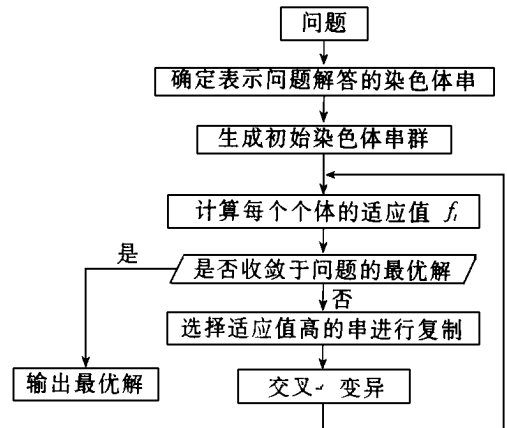 问题
确定表示问题解答的染色体串
生成初始染色体串群
计算每个个体的适应值 fᵢ
是否收敛于问题的最优解
是
否
选择适应值高的串进行复制
输出最优解
交叉 变异